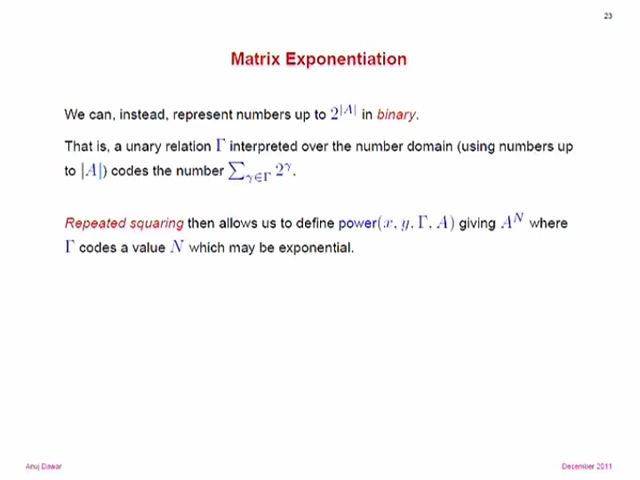 23
Matrix Exponentiation
We can, instead, represent numbers up to 2^{|A|} in binary.
That is, a unary relation Γ interpreted over the number domain (using numbers up
to |A|) codes the number ∑_{γ∈Γ} 2^γ.
Repeated squaring then allows us to define power(x, y, Γ, A) giving A^N where
Γ codes a value N which may be exponential.
Anuj Dawar December 2011